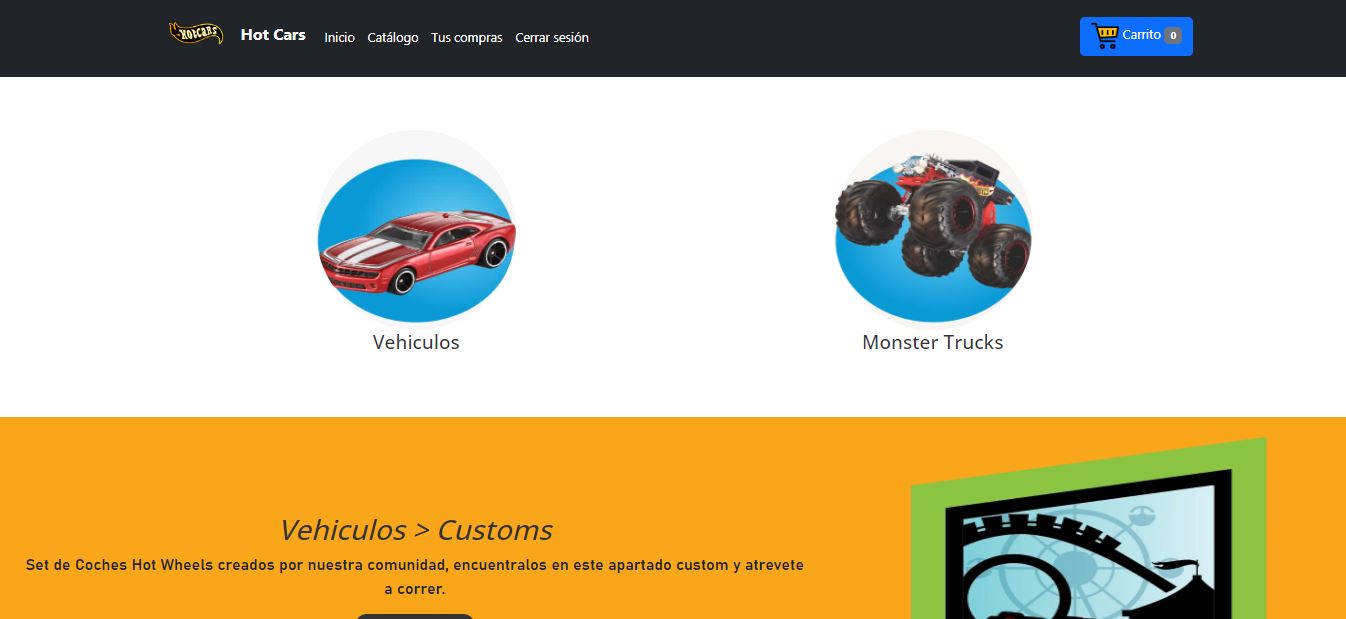 HOTCARS
Hot Cars Inicio Catálogo Tus compras Cerrar sesión
Carrito 0
Vehiculos
Monster Trucks
Vehiculos > Customs
Set de Coches Hot Wheels creados por nuestra comunidad, encuentralos en este apartado custom y atrevete
a correr.